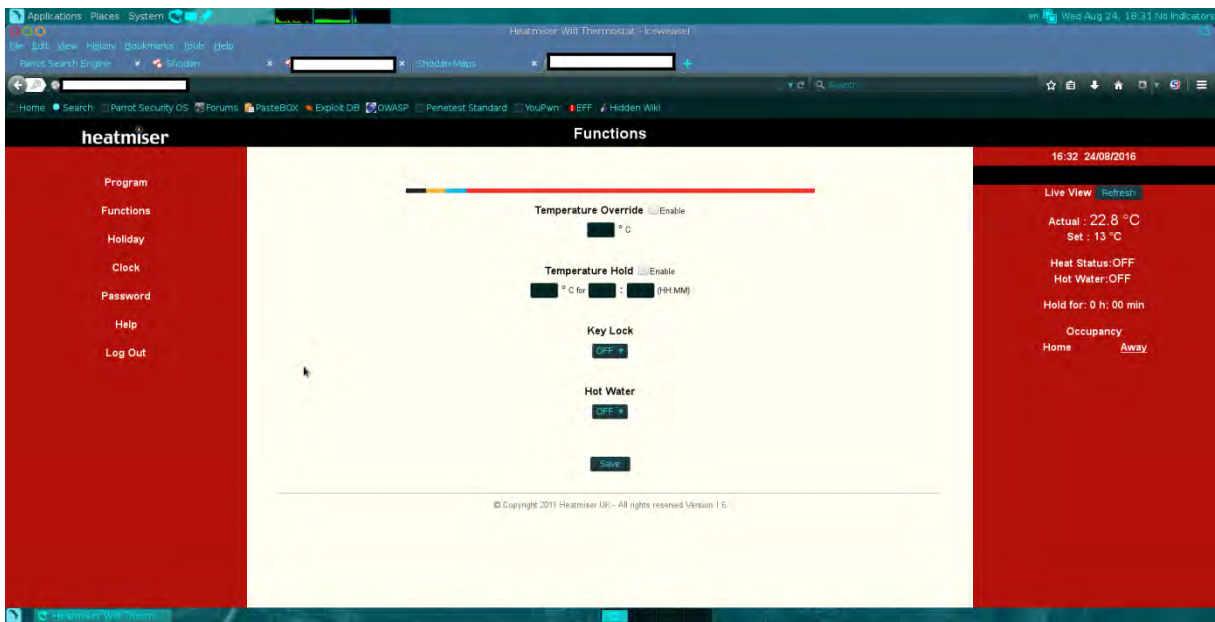 Applications Places System
en Wed Aug 24, 18:31 No Indicators
Heatmiser Wifi Thermostat - Iceweasel
File Edit View History Bookmarks Tools Help
Parrot Search Engine × Shodan × × Shodan Maps × +
Search
Home Search Parrot Security OS Forums PasteBOX Exploit DB OWASP Penetest Standard YouPwn EFF Hidden Wiki
heatmiser
Functions
16:32 24/08/2016
Program
Functions
Holiday
Clock
Password
Help
Log Out
Temperature Override Enable
° C
Temperature Hold Enable
° C for : (HH:MM)
Key Lock
OFF
Hot Water
OFF
Save
© Copyright 2011 Heatmiser UK - All rights reserved Version 1.6
Live View Refresh
Actual : 22.8 °C
Set : 13 °C
Heat Status:OFF
Hot Water:OFF
Hold for: 0 h: 00 min
Occupancy
Home Away